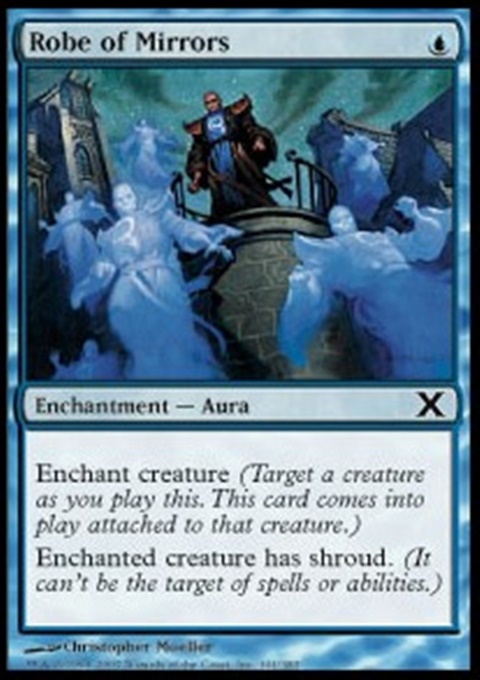 Robe of Mirrors
Enchantment — Aura X
Enchant creature (Target a creature
as you play this. This card comes into
play attached to that creature.)
Enchanted creature has shroud. (It
can't be the target of spells or abilities.)
Christopher Moeller